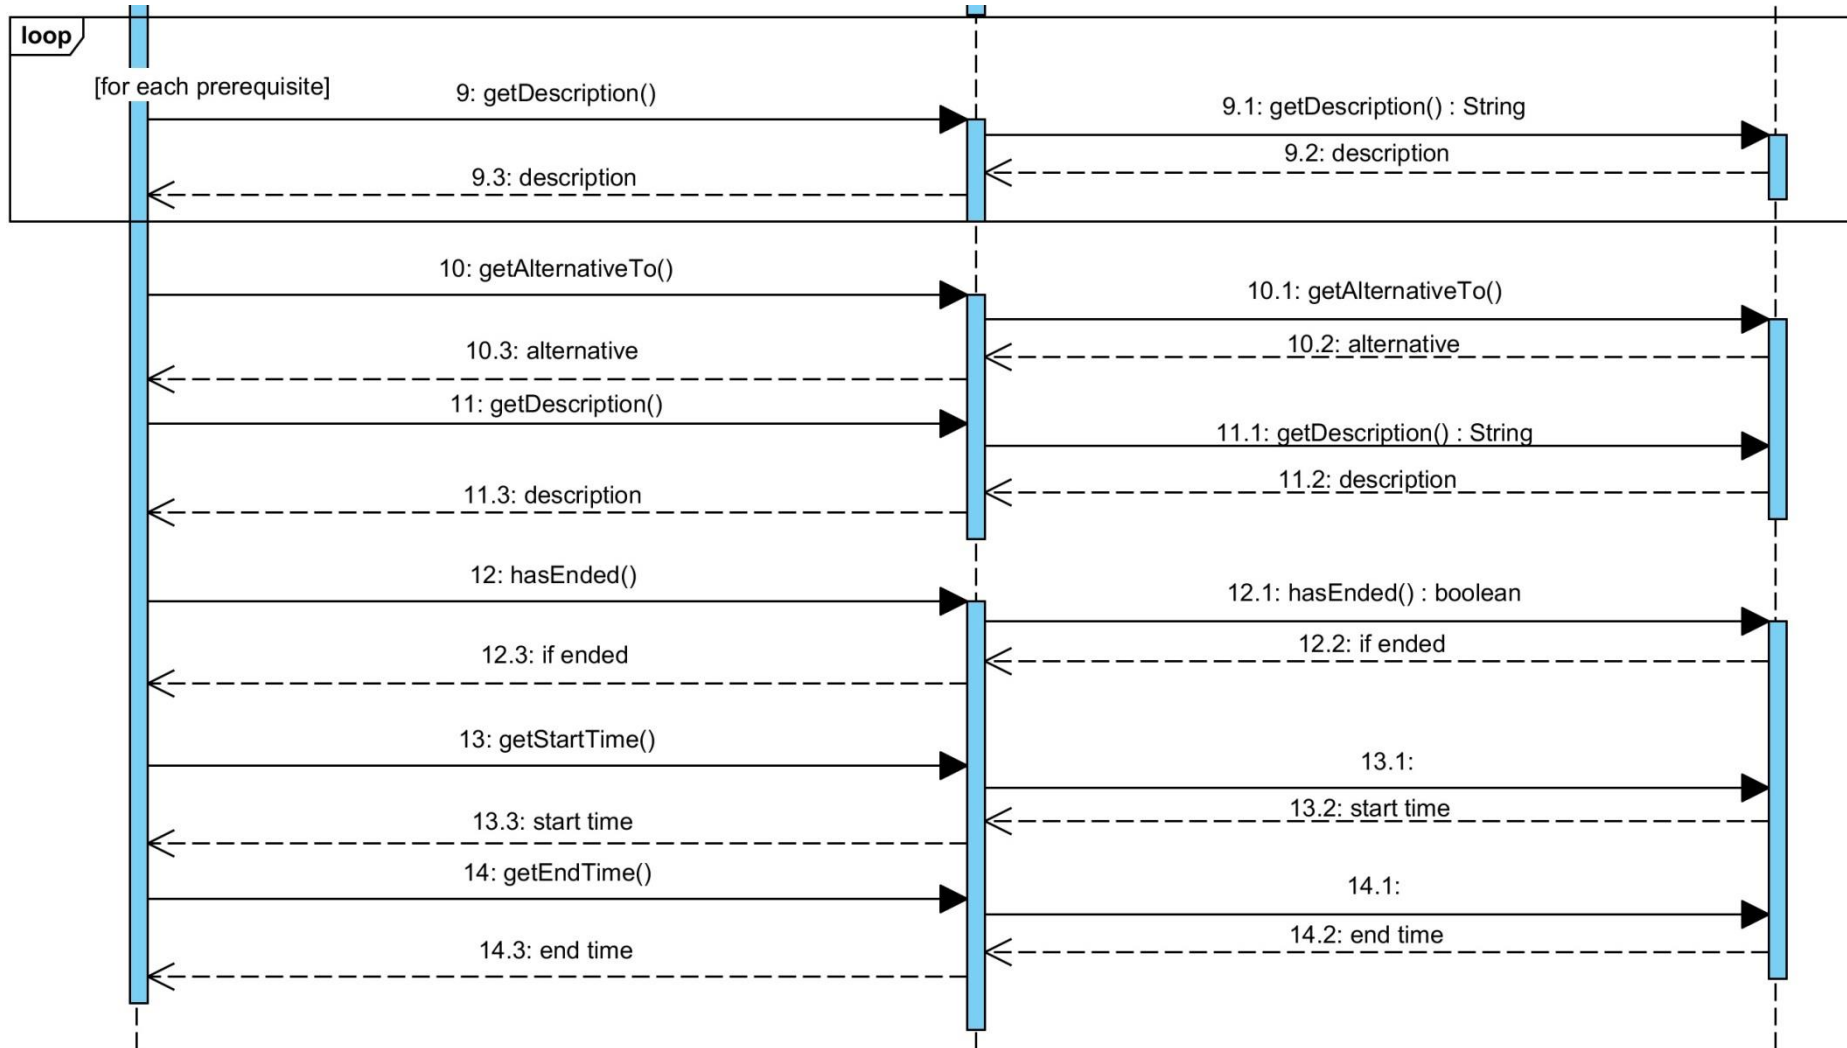 loop
[for each prerequisite]
9: getDescription()
9.1: getDescription() : String
9.2: description
9.3: description
10: getAlternativeTo()
10.1: getAlternativeTo()
10.2: alternative
10.3: alternative
11: getDescription()
11.1: getDescription() : String
11.2: description
11.3: description
12: hasEnded()
12.1: hasEnded() : boolean
12.2: if ended
12.3: if ended
13: getStartTime()
13.1:
13.2: start time
13.3: start time
14: getEndTime()
14.1:
14.2: end time
14.3: end time